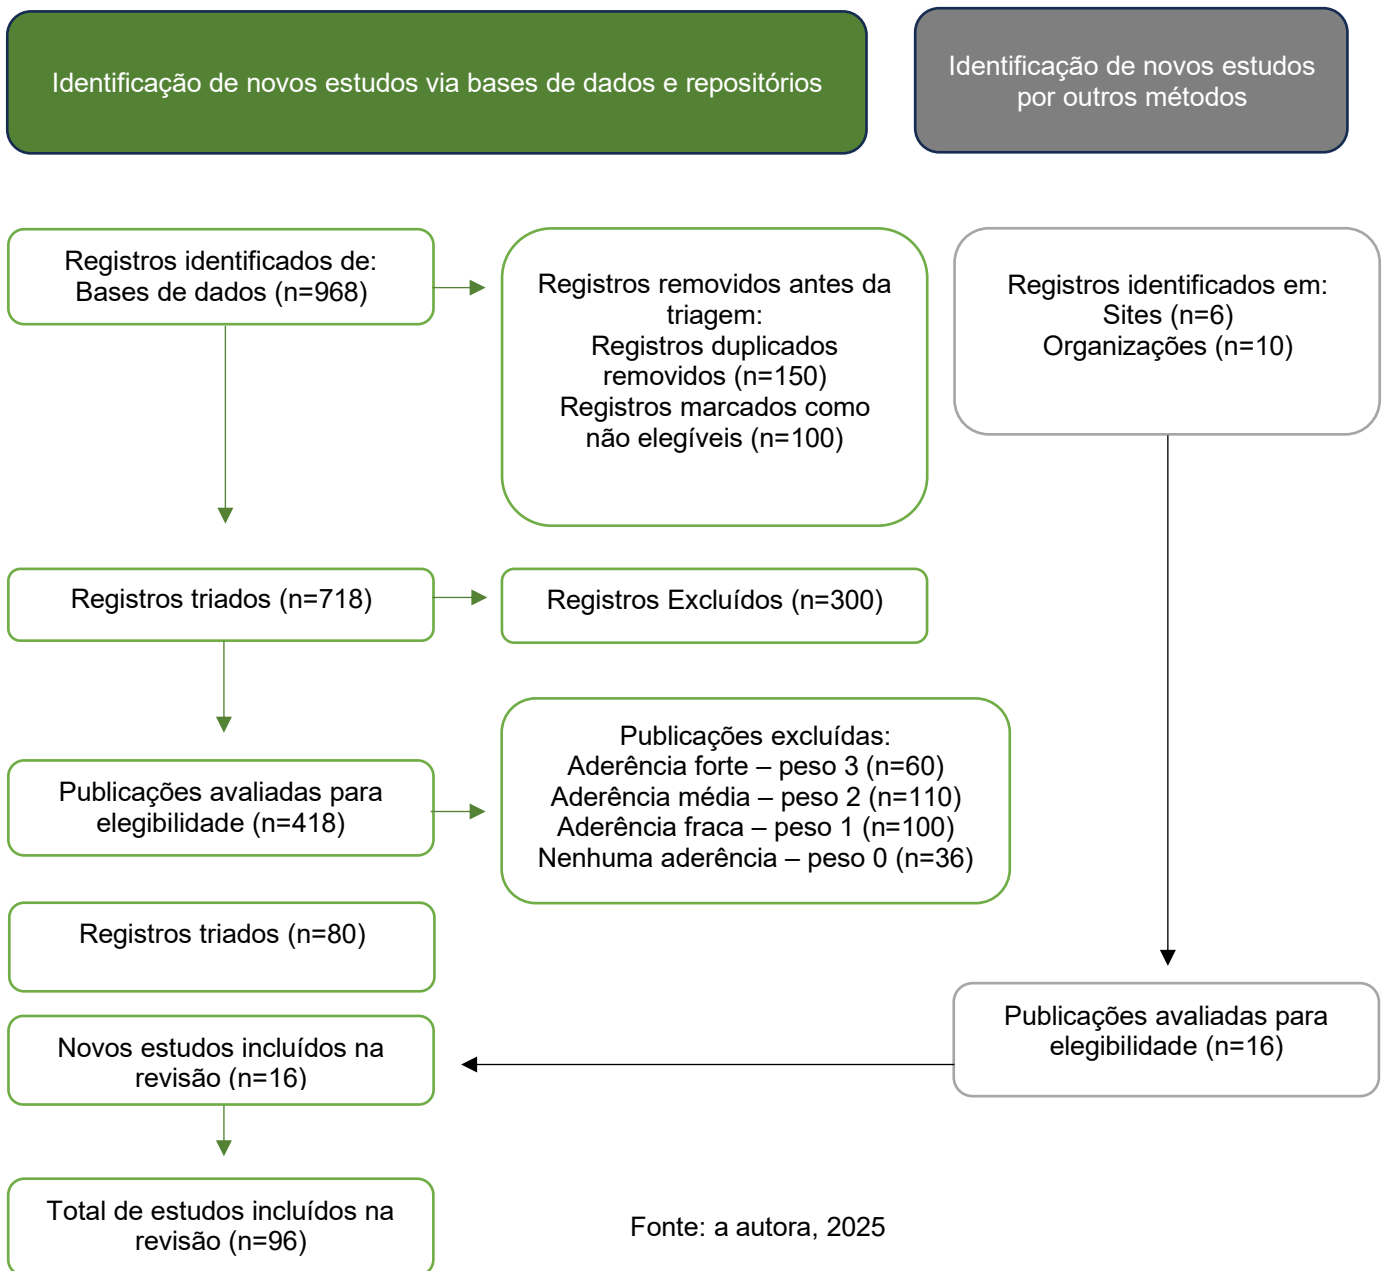 Identificação de novos estudos via bases de dados e repositórios
Identificação de novos estudos
por outros métodos
Registros identificados de:
Bases de dados (n=968)
Registros removidos antes da
triagem:
Registros duplicados
removidos (n=150)
Registros marcados como
não elegíveis (n=100)
Registros identificados em:
Sites (n=6)
Organizações (n=10)
Registros triados (n=718)
Registros Excluídos (n=300)
Publicações avaliadas para
elegibilidade (n=418)
Publicações excluídas:
Aderência forte – peso 3 (n=60)
Aderência média – peso 2 (n=110)
Aderência fraca – peso 1 (n=100)
Nenhuma aderência – peso 0 (n=36)
Registros triados (n=80)
Publicações avaliadas para
elegibilidade (n=16)
Novos estudos incluídos na
revisão (n=16)
Total de estudos incluídos na
revisão (n=96)
Fonte: a autora, 2025